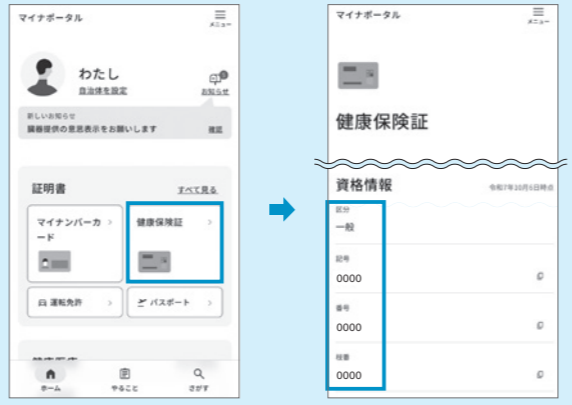 マイナポータル
メニュー
わたし
自治体を設定
お知らせ
新しいお知らせ
臓器提供の意思表示をお願いします
確認
証明書
すべて見る
マイナンバーカ
ード
健康保険証
運転免許
パスポート
ホーム
やること
さがす
マイナポータル
メニュー
健康保険証
資格情報
令和7年10月6日時点
区分
一般
記号
0000
番号
0000
枝番
0000